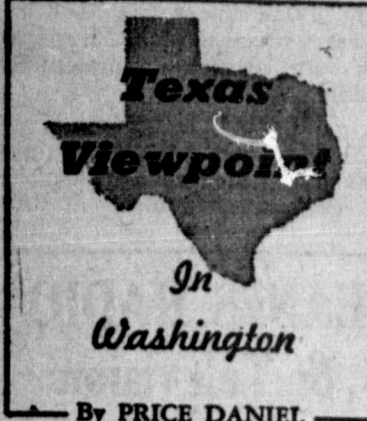 Texas
Viewpoint
In
Washington
By PRICE DANIEL